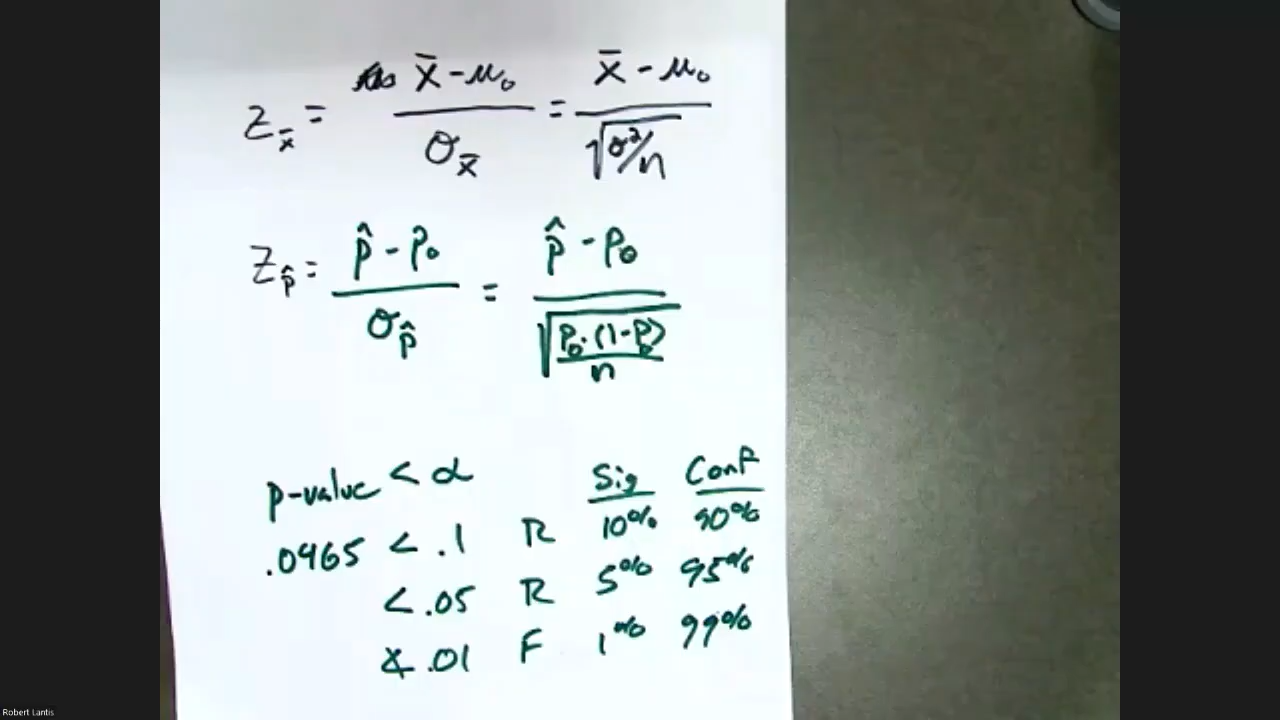 Z_x̄ = x̄ - μ₀ / σ_x̄ = x̄ - μ₀ / √(σ²/n)
Z_p̂ = p̂ - p₀ / σ_p̂ = p̂ - p₀ / √(p₀·(1-p₀)/n)
p-value < α Sig Conf
.0465 < .1 R 10% 90%
< .05 R 5% 95%
≮ .01 F 1% 99%
Robert Lantis